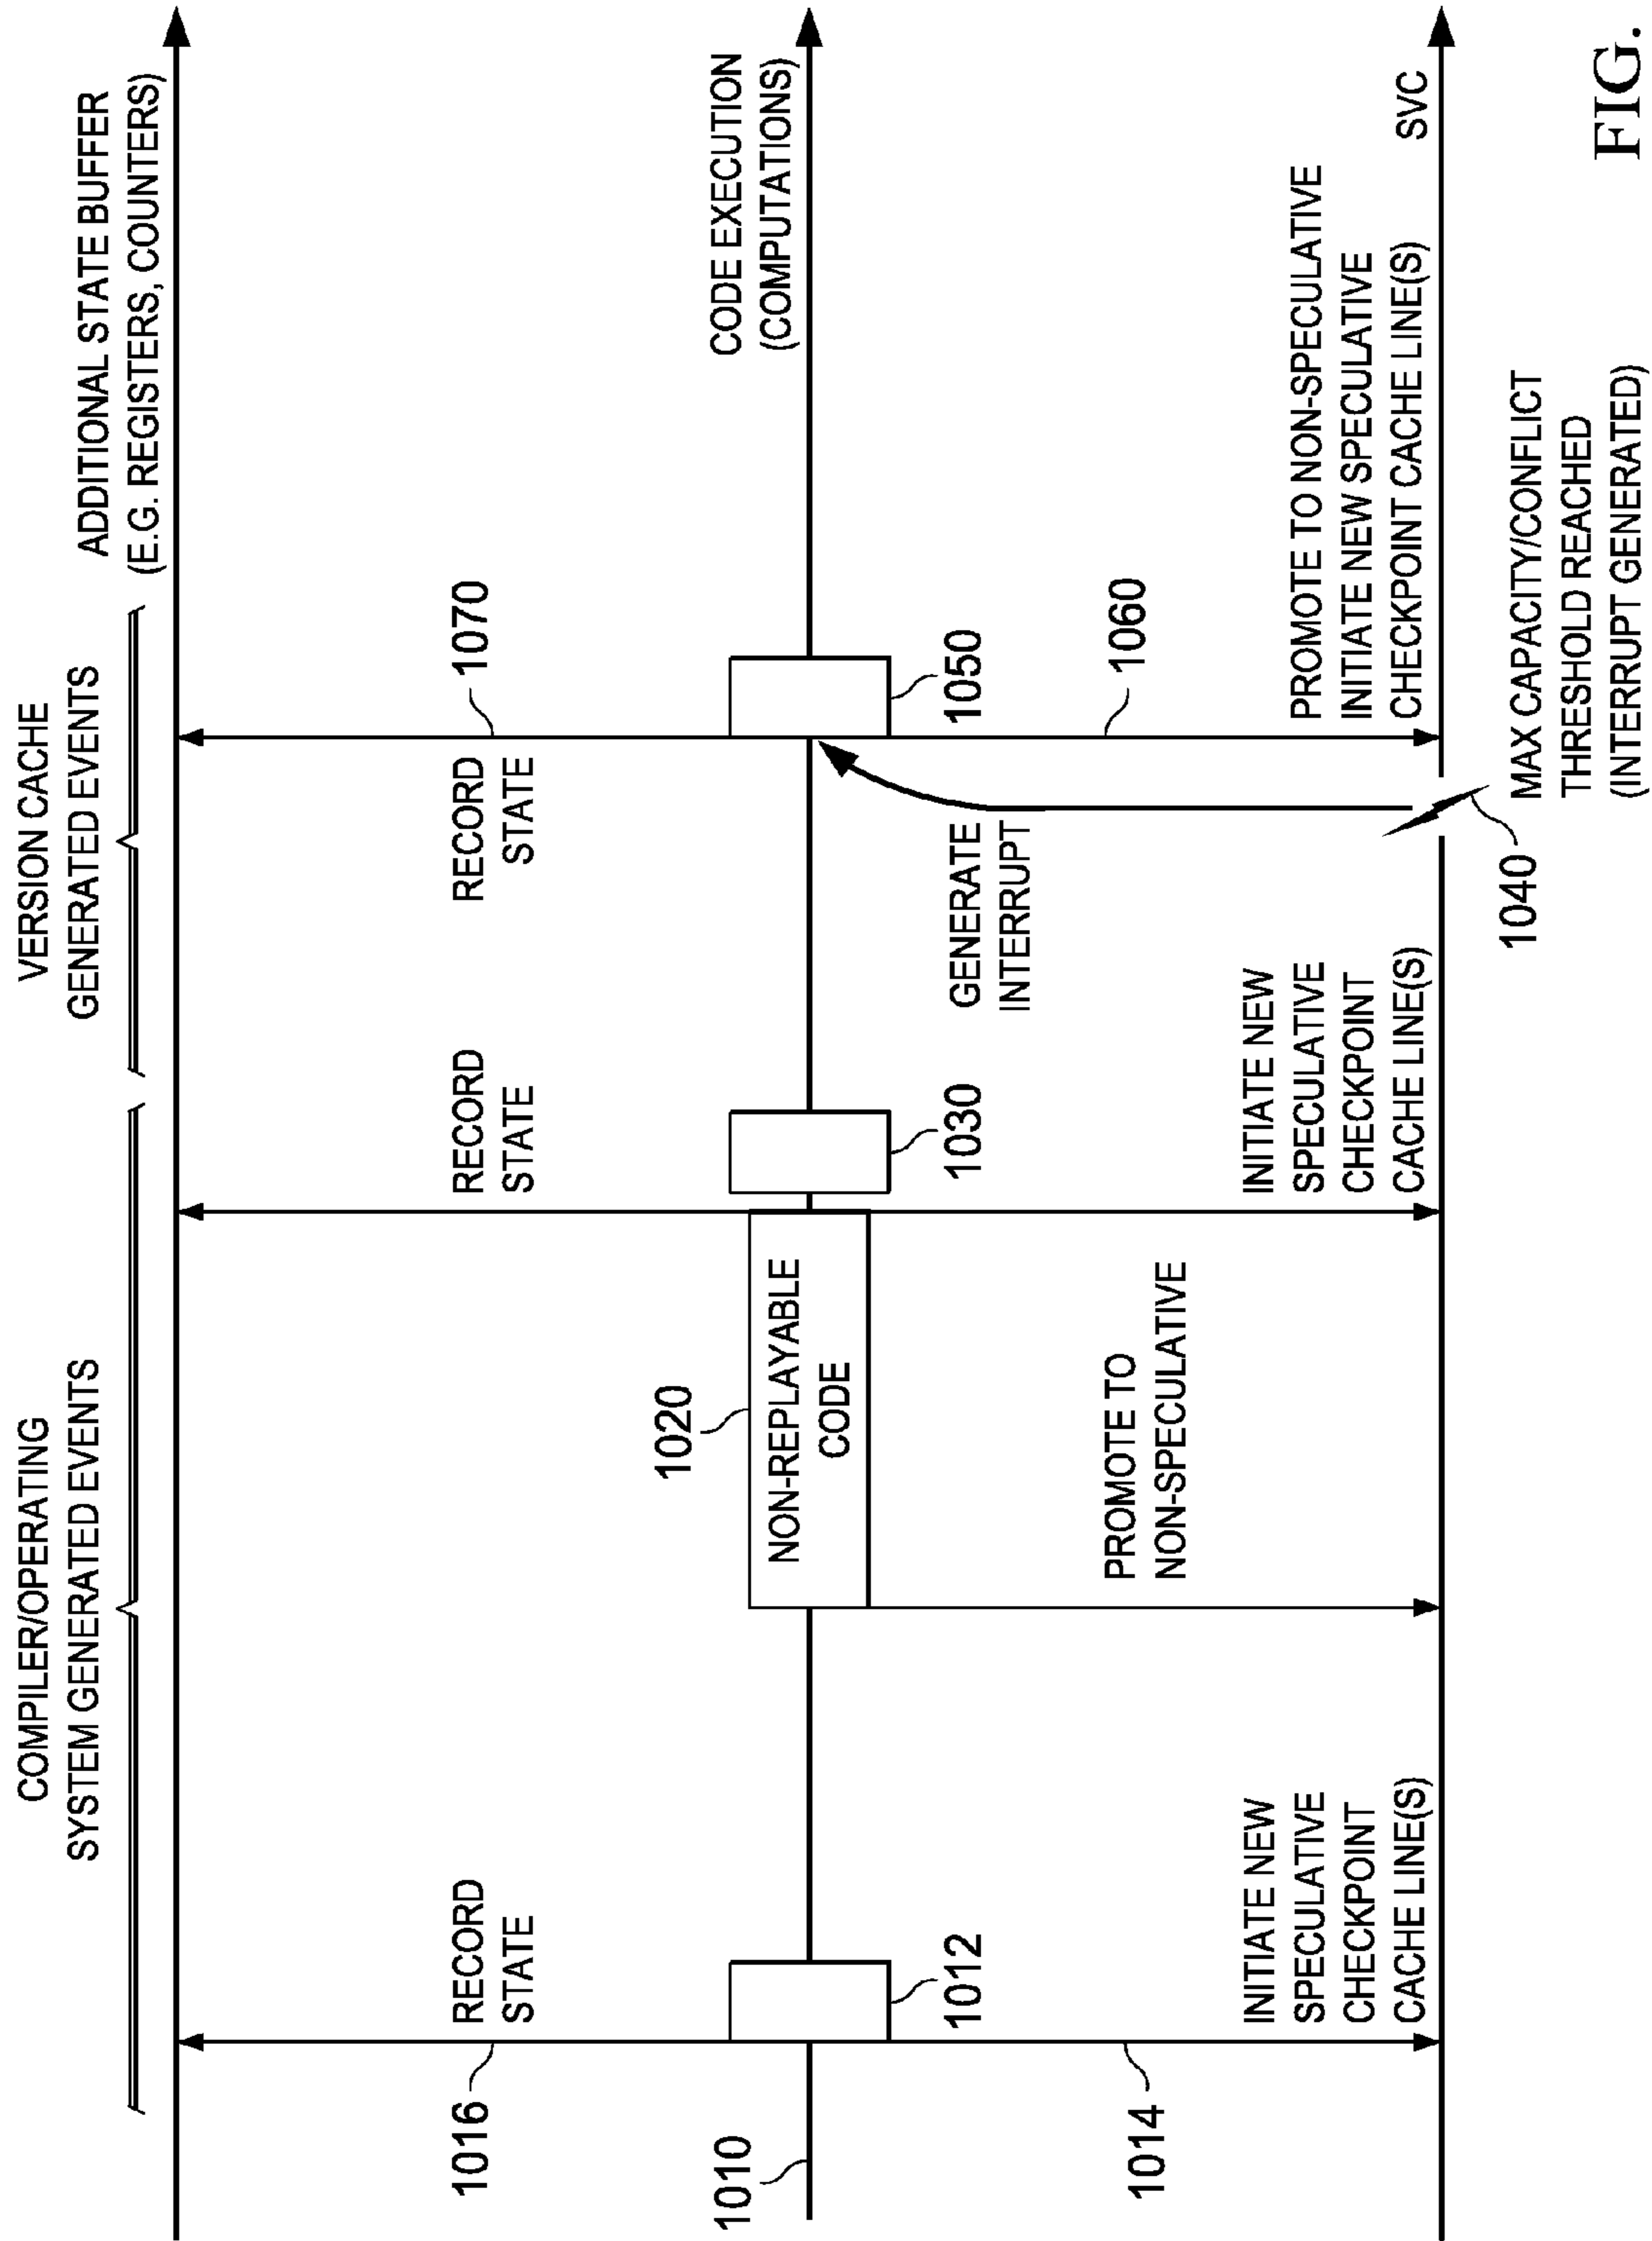 COMPILER/OPERATING
SYSTEM GENERATED EVENTS
VERSION CACHE
GENERATED EVENTS
ADDITIONAL STATE BUFFER
(E.G. REGISTERS, COUNTERS)
1016
RECORD
STATE
RECORD
STATE
RECORD
STATE
1070
1010
1012
1020
NON-REPLAYABLE
CODE
1030
1050
CODE EXECUTION
(COMPUTATIONS)
1014
PROMOTE TO
NON-SPECULATIVE
GENERATE
INTERRUPT
1060
INITIATE NEW
SPECULATIVE
CHECKPOINT
CACHE LINE(S)
INITIATE NEW
SPECULATIVE
CHECKPOINT
CACHE LINE(S)
PROMOTE TO NON-SPECULATIVE
INITIATE NEW SPECULATIVE
CHECKPOINT CACHE LINE(S)
SVC
1040
MAX CAPACITY/CONFLICT
THRESHOLD REACHED
(INTERRUPT GENERATED)
FIG.